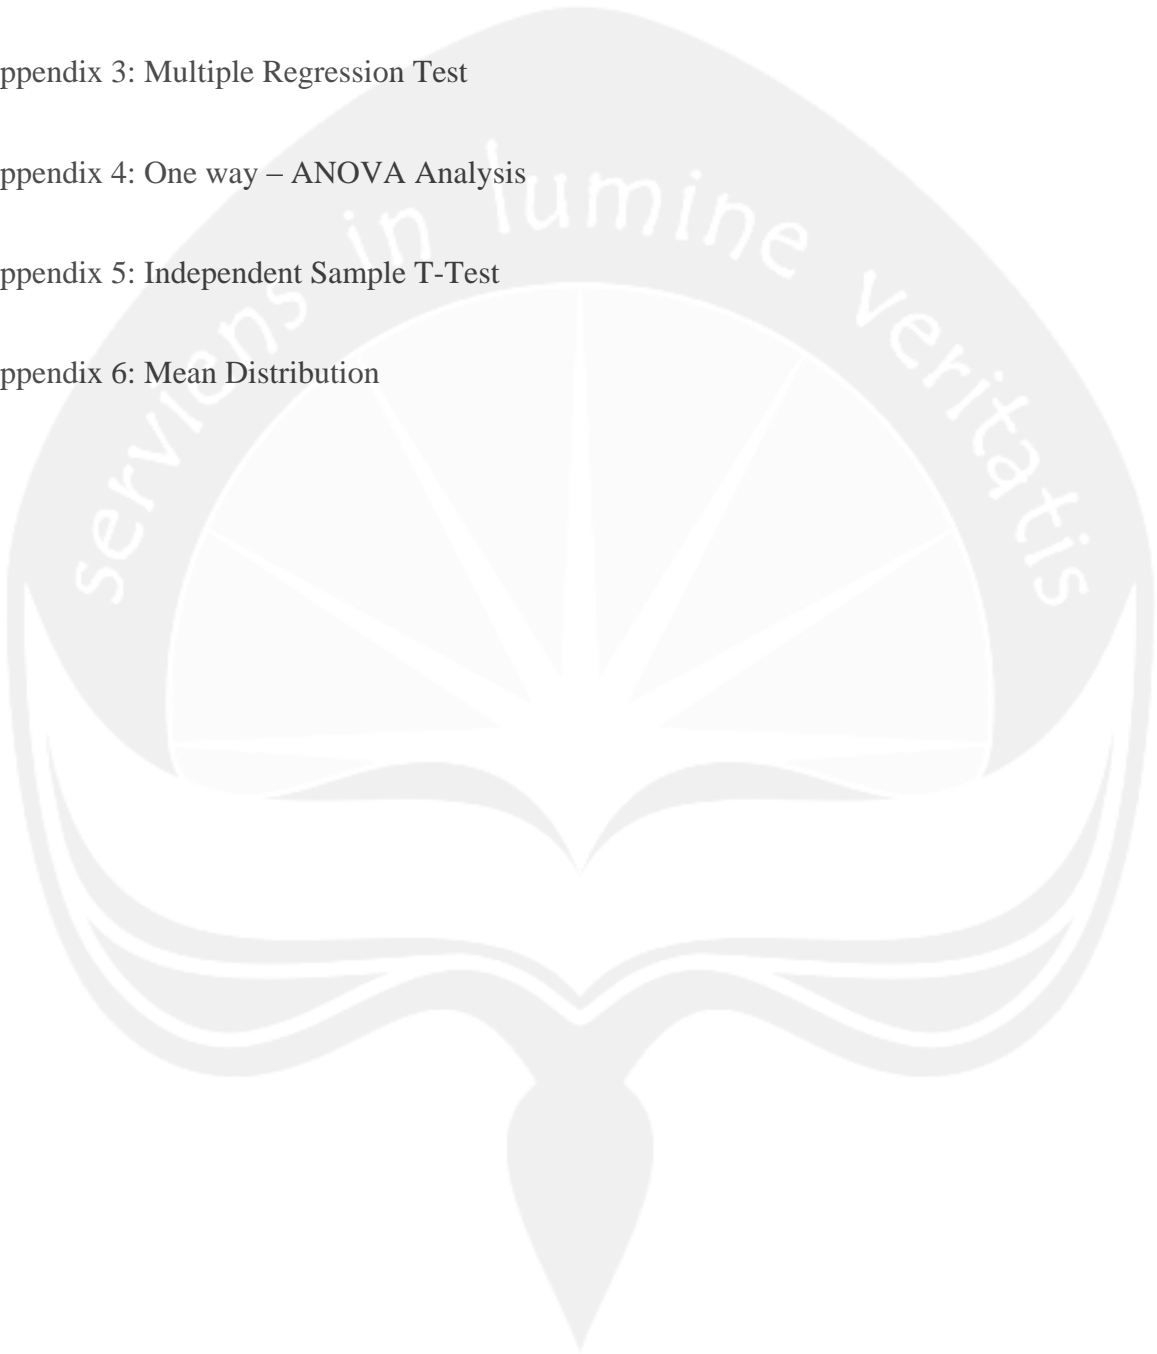 ppendix 3: Multiple Regression Test
ppendix 4: One way – ANOVA Analysis
ppendix 5: Independent Sample T-Test
ppendix 6: Mean Distribution
serviens in lumine veritatis